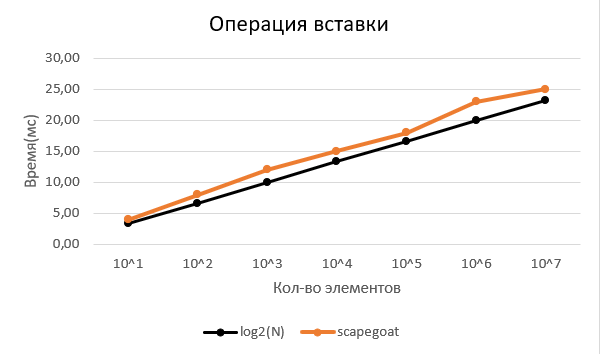 Операция вставки
30,00
25,00
20,00
15,00
10,00
5,00
0,00
Время(мс)
10^1 10^2 10^3 10^4 10^5 10^6 10^7
Кол-во элементов
log2(N) scapegoat